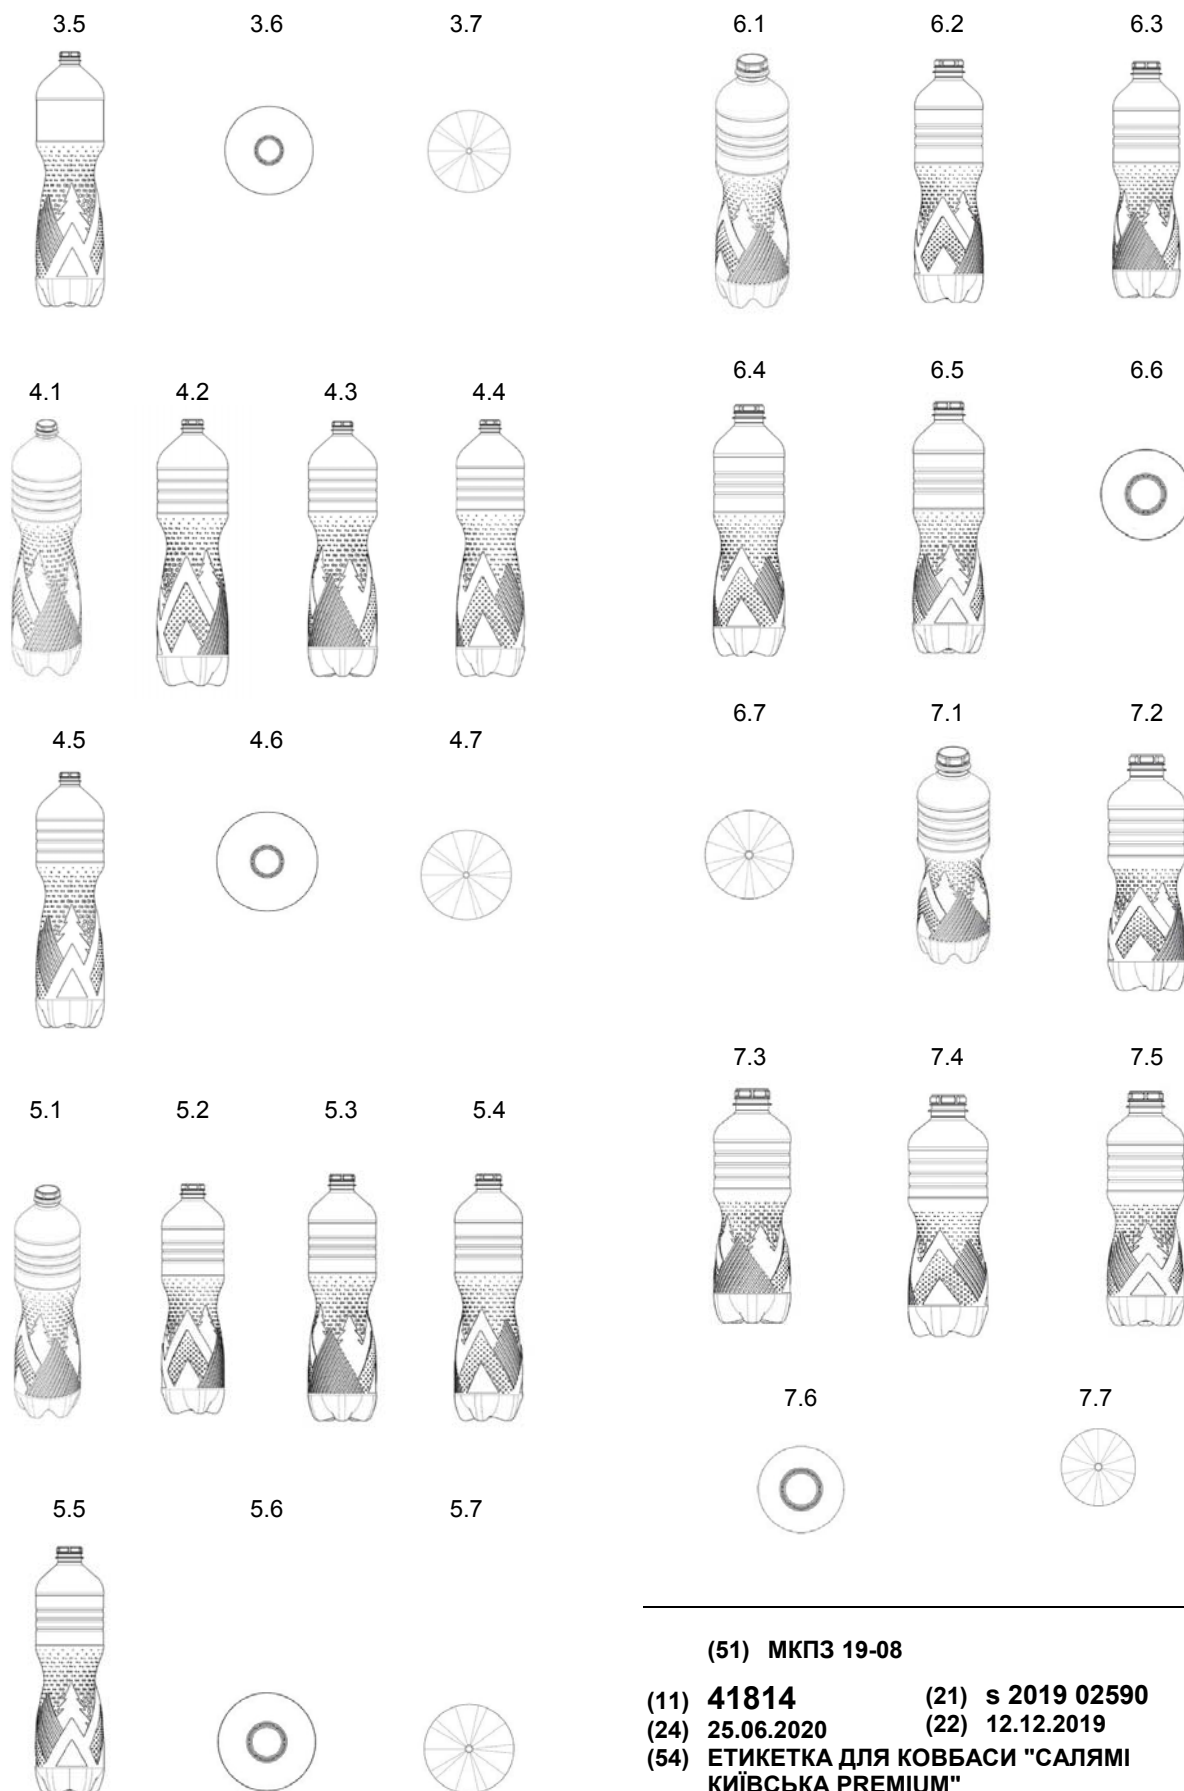 3.5 3.6 3.7
4.1 4.2 4.3 4.4
4.5 4.6 4.7
5.1 5.2 5.3 5.4
5.5 5.6 5.7
6.1 6.2 6.3
6.4 6.5 6.6
6.7 7.1 7.2
7.3 7.4 7.5
7.6 7.7
(51) МКПЗ 19-08
(11) 41814 (21) s 2019 02590
(24) 25.06.2020 (22) 12.12.2019
(54) ЕТИКЕТКА ДЛЯ КОВБАСИ "САЛЯМІ
КИЇВСЬКА PREMIUM"